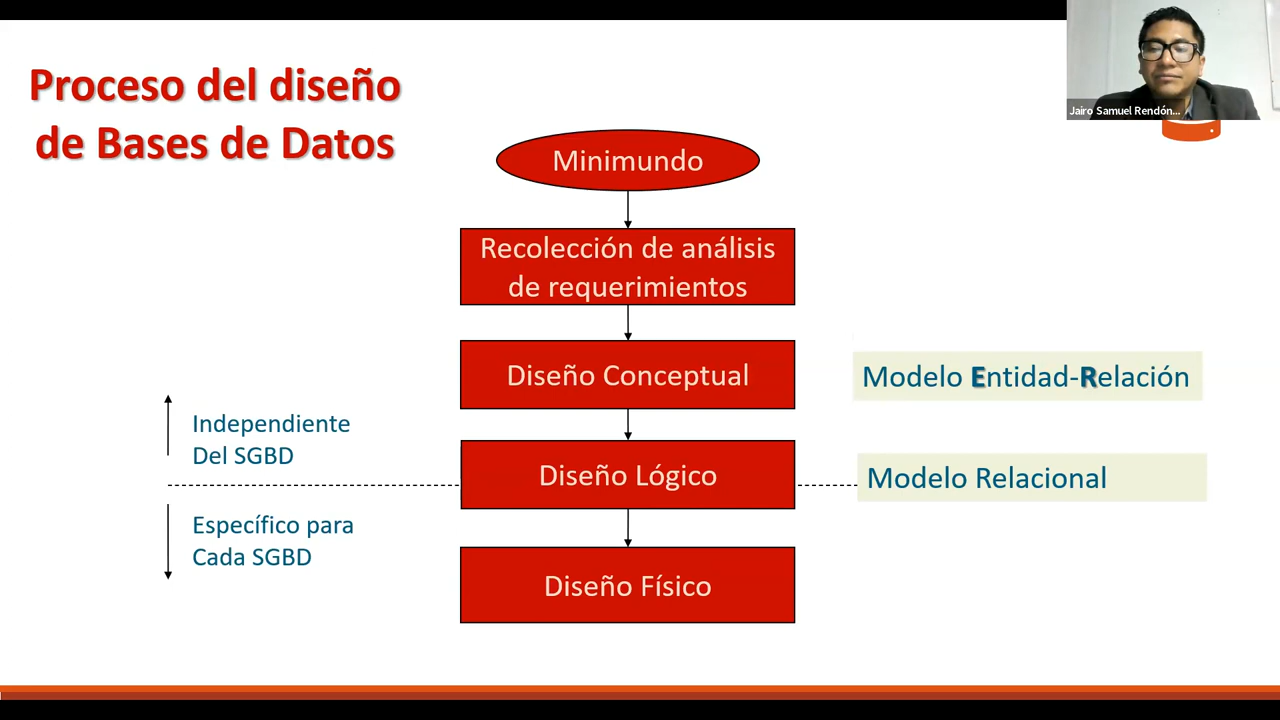 Proceso del diseño
de Bases de Datos
Jairo Samuel Rendón...
Minimundo
Recolección de análisis
de requerimientos
Diseño Conceptual
Modelo Entidad-Relación
Independiente
Del SGBD
Diseño Lógico
Modelo Relacional
Específico para
Cada SGBD
Diseño Físico